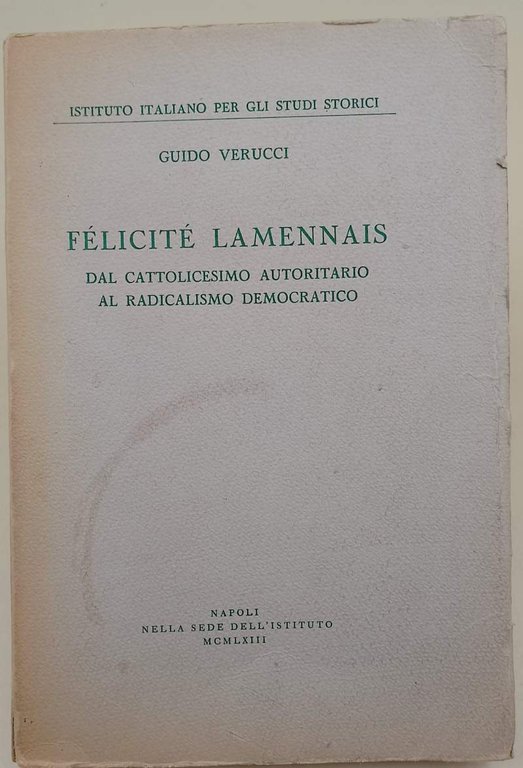 ISTITUTO ITALIANO PER GLI STUDI STORICI
GUIDO VERUCCI
FÉLICITÉ LAMENNAIS
DAL CATTOLICESIMO AUTORITARIO
AL RADICALISMO DEMOCRATICO
NAPOLI
NELLA SEDE DELL'ISTITUTO
MCMLXIII